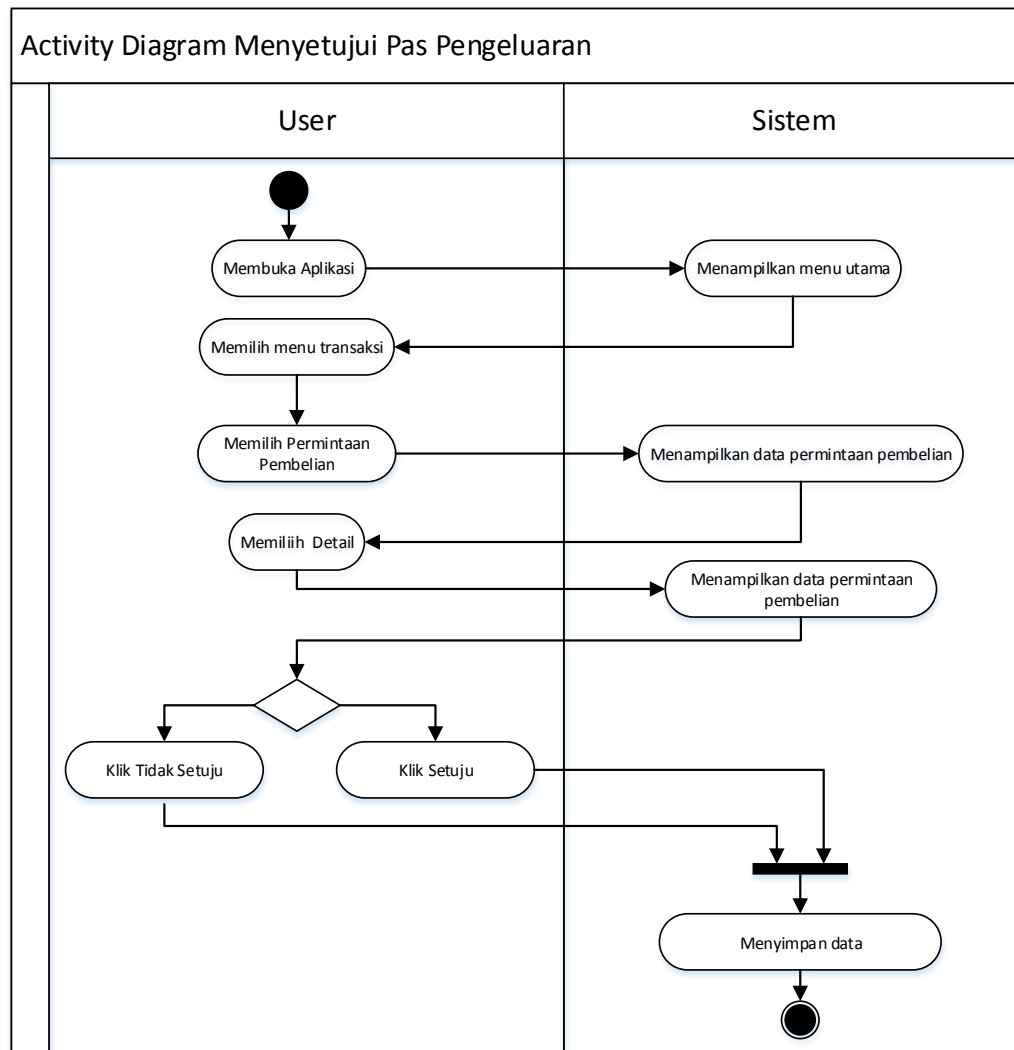 Activity Diagram Menyetujui Pas Pengeluaran
User
Sistem
Membuka Aplikasi
Menampilkan menu utama
Memilih menu transaksi
Memilih Permintaan
Pembelian
Menampilkan data permintaan pembelian
Memiliih Detail
Menampilkan data permintaan
pembelian
Klik Tidak Setuju
Klik Setuju
Menyimpan data